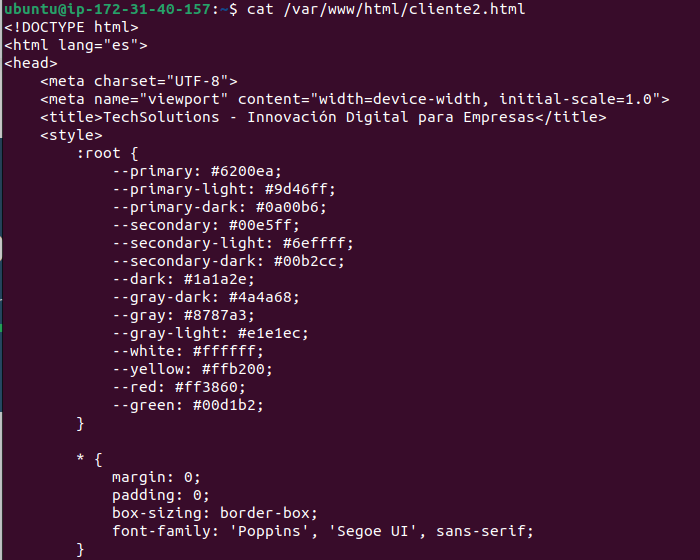 ubuntu@ip-172-31-40-157:~$ cat /var/www/html/cliente2.html
<!DOCTYPE html>
<html lang="es">
<head>
    <meta charset="UTF-8">
    <meta name="viewport" content="width=device-width, initial-scale=1.0">
    <title>TechSolutions - Innovación Digital para Empresas</title>
    <style>
        :root {
            --primary: #6200ea;
            --primary-light: #9d46ff;
            --primary-dark: #0a00b6;
            --secondary: #00e5ff;
            --secondary-light: #6effff;
            --secondary-dark: #00b2cc;
            --dark: #1a1a2e;
            --gray-dark: #4a4a68;
            --gray: #8787a3;
            --gray-light: #e1e1ec;
            --white: #ffffff;
            --yellow: #ffb200;
            --red: #ff3860;
            --green: #00d1b2;
        }

        * {
            margin: 0;
            padding: 0;
            box-sizing: border-box;
            font-family: 'Poppins', 'Segoe UI', sans-serif;
        }